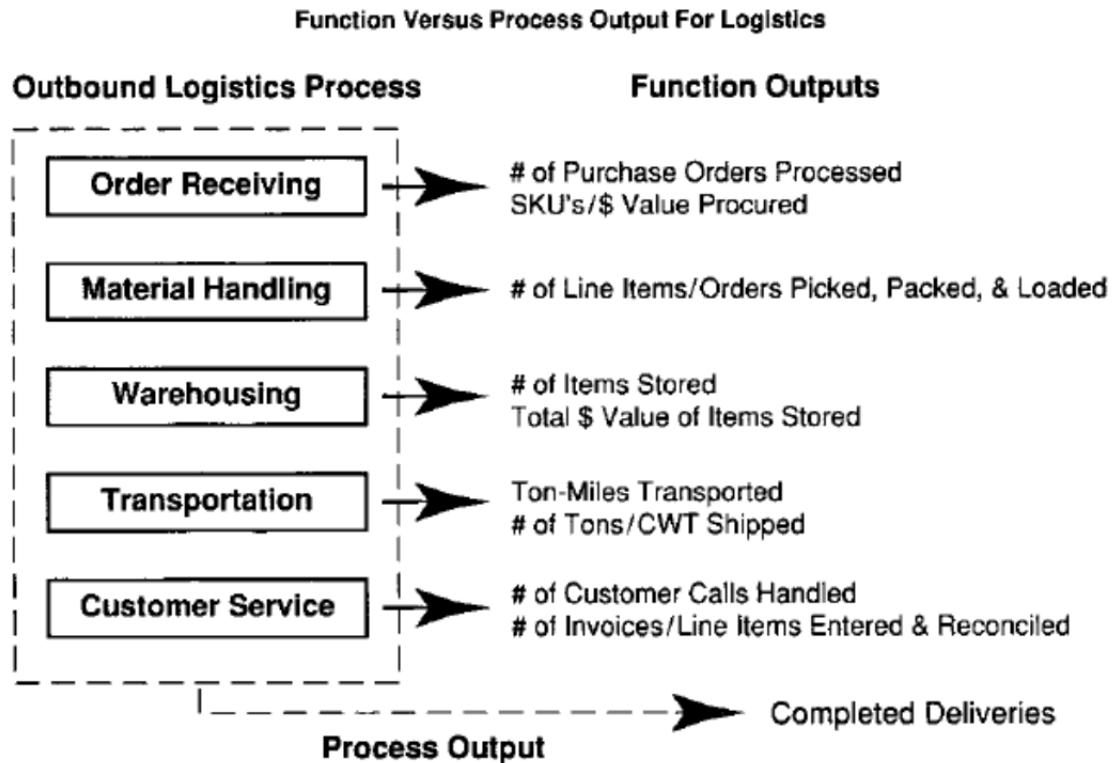 Function Versus Process Output For Logistics
Outbound Logistics Process
Function Outputs
Order Receiving
# of Purchase Orders Processed
SKU's/$ Value Procured
Material Handling
# of Line Items/Orders Picked, Packed, & Loaded
Warehousing
# of Items Stored
Total $ Value of Items Stored
Transportation
Ton-Miles Transported
# of Tons/CWT Shipped
Customer Service
# of Customer Calls Handled
# of Invoices/Line Items Entered & Reconciled
Completed Deliveries
Process Output